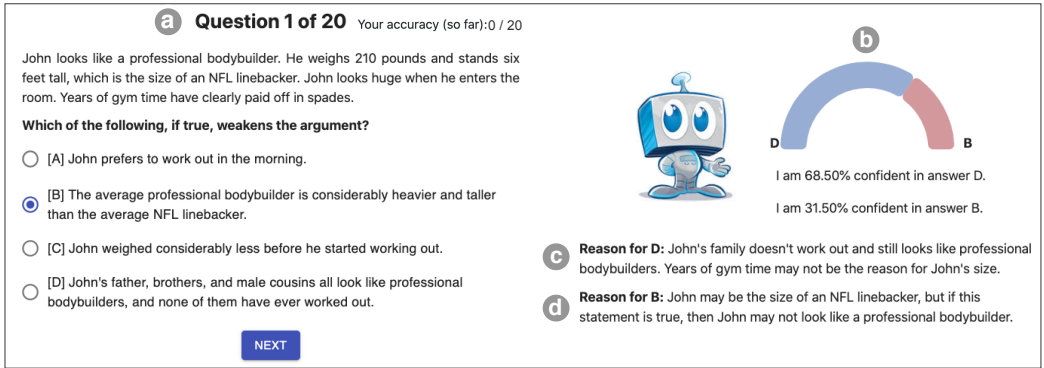 a Question 1 of 20 Your accuracy (so far):0 / 20
John looks like a professional bodybuilder. He weighs 210 pounds and stands six
feet tall, which is the size of an NFL linebacker. John looks huge when he enters the
room. Years of gym time have clearly paid off in spades.
Which of the following, if true, weakens the argument?
[A] John prefers to work out in the morning.
[B] The average professional bodybuilder is considerably heavier and taller
than the average NFL linebacker.
[C] John weighed considerably less before he started working out.
[D] John's father, brothers, and male cousins all look like professional
bodybuilders, and none of them have ever worked out.
NEXT
b
D B
I am 68.50% confident in answer D.
I am 31.50% confident in answer B.
c Reason for D: John's family doesn't work out and still looks like professional
bodybuilders. Years of gym time may not be the reason for John's size.
d Reason for B: John may be the size of an NFL linebacker, but if this
statement is true, then John may not look like a professional bodybuilder.